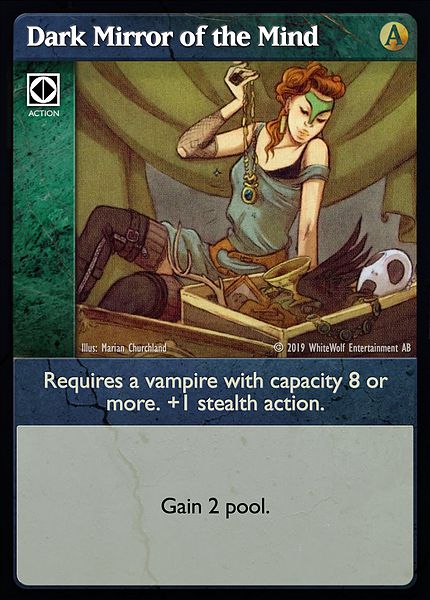 Dark Mirror of the Mind
A
ACTION
Illus: Marian Churchland
© 2019 WhiteWolf Entertainment AB
Requires a vampire with capacity 8 or
more. +1 stealth action.
Gain 2 pool.